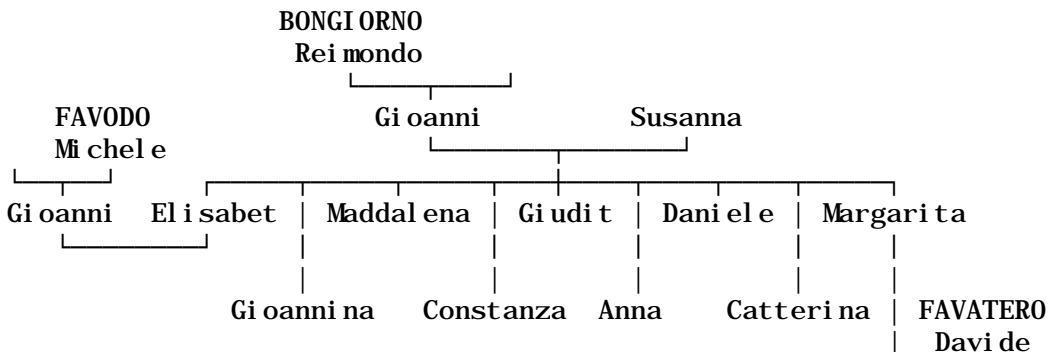 BONGIORNO
Reimondo
FAVODO Gioanni Susanna
Michele
Gioanni Elisabet Maddalena Giudit Daniele Margarita
Gioannina Constanza Anna Catterina FAVATERO
Davide